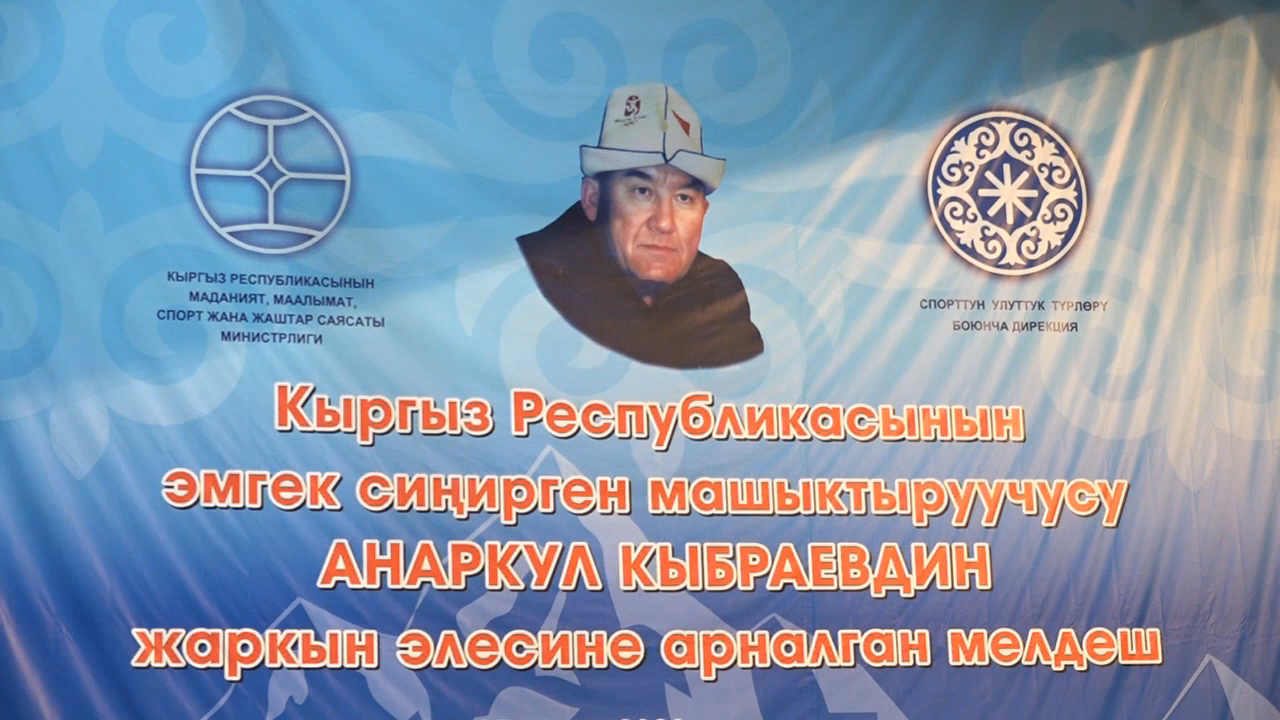 КЫРГЫЗ РЕСПУБЛИКАСЫНЫН
МАДАНИЯТ, МААЛЫМАТ,
СПОРТ ЖАНА ЖАШТАР САЯСАТЫ
МИНИСТРЛИГИ
СПОРТТУН УЛУТТУК ТҮРЛӨРҮ
БОЮНЧА ДИРЕКЦИЯ
Кыргыз Республикасынын
эмгек сиңирген машыктыруучусу
АНАРКУЛ КЫБРАЕВДИН
жаркын элесине арналган мелдеш